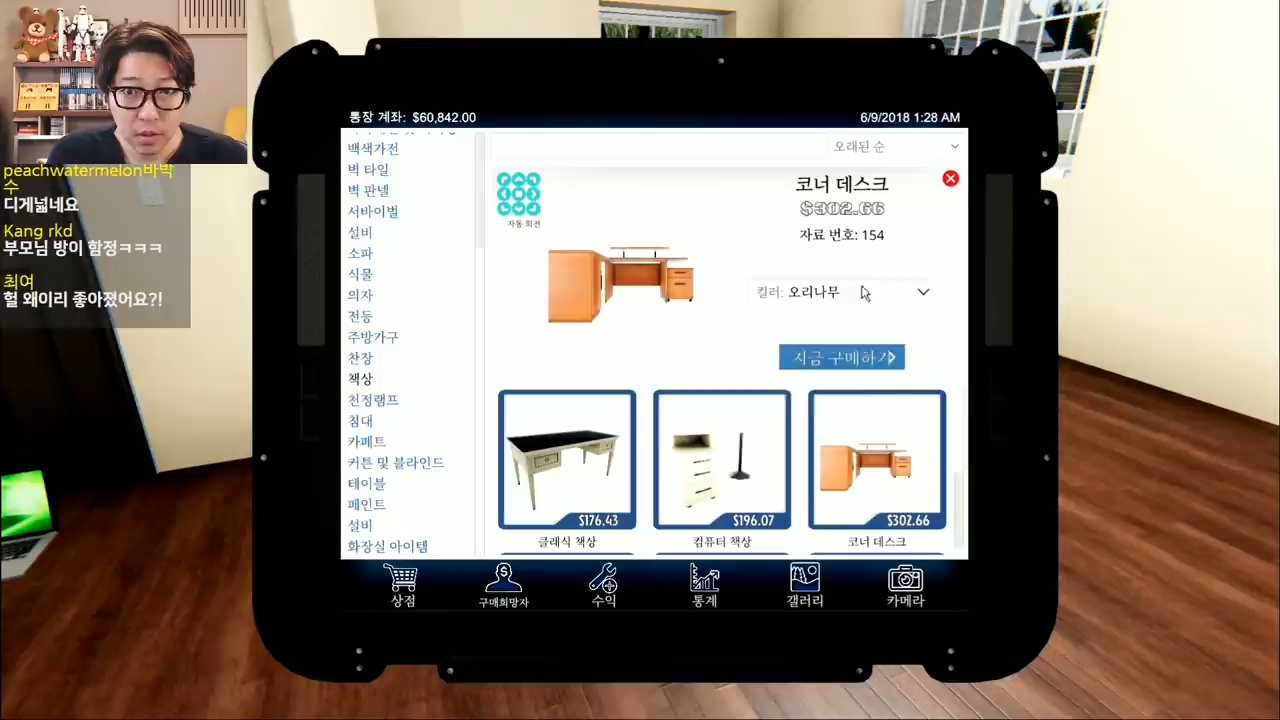 통장 계좌: $60,842.00
6/9/2018 1:28 AM
peachwatermelon바박
수
디게넓네요
Kang rkd
부모님 방이 함정ㅋㅋㅋ
최여
헐 왜이리 좋아졌어요?!
백색가전
벽 타일
벽 판넬
서바이벌
설비
소파
식물
의자
전등
주방가구
찬장
책상
천정램프
침대
카페트
커튼 및 블라인드
테이블
페인트
설비
화장실 아이템
오래된 순
자동 회전
코너 데스크
$302.66
자료 번호: 154
컬러: 오리나무
지금 구매하기
$176.43
$196.07
$302.66
클래식 책상
컴퓨터 책상
코너 데스크
상점
구매희망자
수익
통계
갤러리
카메라